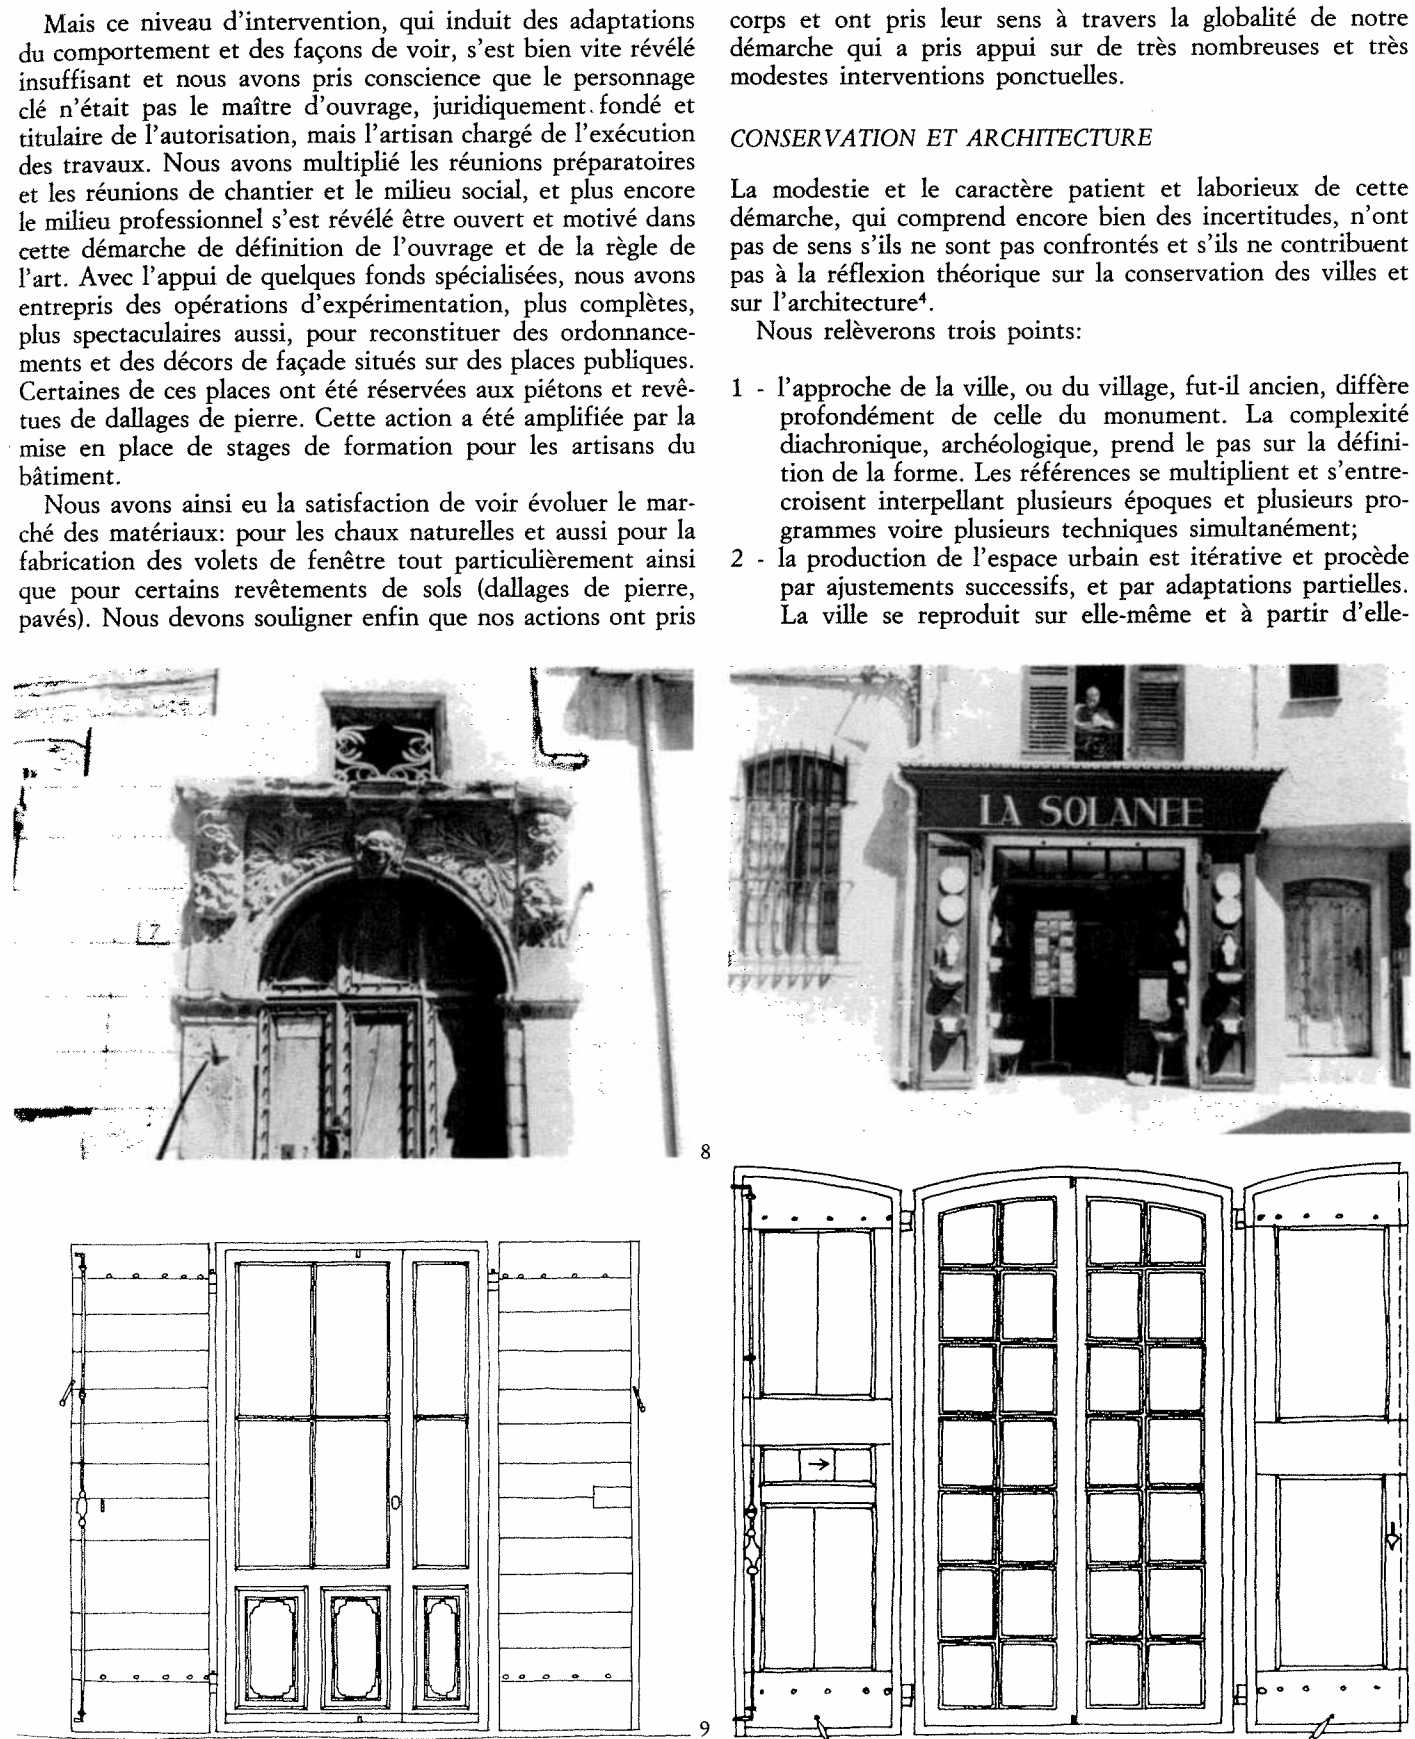 Mais ce niveau d'intervention, qui induit des adaptations
du comportement et des façons de voir, s'est bien vite révélé
insuffisant et nous avons pris conscience que le personnage
clé n'était pas le maître d'ouvrage, juridiquement fondé et
titulaire de l'autorisation, mais l'artisan chargé de l'exécution
des travaux. Nous avons multiplié les réunions préparatoires
et les réunions de chantier et le milieu social, et plus encore
le milieu professionnel s'est révélé être ouvert et motivé dans
cette démarche de définition de l'ouvrage et de la règle de
l'art. Avec l'appui de quelques fonds spécialisées, nous avons
entrepris des opérations d'expérimentation, plus complètes,
plus spectaculaires aussi, pour reconstituer des ordonnance-
ments et des décors de façade situés sur des places publiques.
Certaines de ces places ont été réservées aux piétons et revê-
tues de dallages de pierre. Cette action a été amplifiée par la
mise en place de stages de formation pour les artisans du
bâtiment.
Nous avons ainsi eu la satisfaction de voir évoluer le mar-
ché des matériaux: pour les chaux naturelles et aussi pour la
fabrication des volets de fenêtre tout particulièrement ainsi
que pour certains revêtements de sols (dallages de pierre,
pavés). Nous devons souligner enfin que nos actions ont pris
corps et ont pris leur sens à travers la globalité de notre
démarche qui a pris appui sur de très nombreuses et très
modestes interventions ponctuelles.
CONSERVATION ET ARCHITECTURE
La modestie et le caractère patient et laborieux de cette
démarche, qui comprend encore bien des incertitudes, n'ont
pas de sens s'ils ne sont pas confrontés et s'ils ne contribuent
pas à la réflexion théorique sur la conservation des villes et
sur l'architecture⁴.
Nous relèverons trois points:
1 - l'approche de la ville, ou du village, fut-il ancien, diffère
profondément de celle du monument. La complexité
diachronique, archéologique, prend le pas sur la défini-
tion de la forme. Les références se multiplient et s'entre-
croisent interpellant plusieurs époques et plusieurs pro-
grammes voire plusieurs techniques simultanément;
2 - la production de l'espace urbain est itérative et procède
par ajustements successifs, et par adaptations partielles.
La ville se reproduit sur elle-même et à partir d'elle-
7
LA SOLANEE
8
9